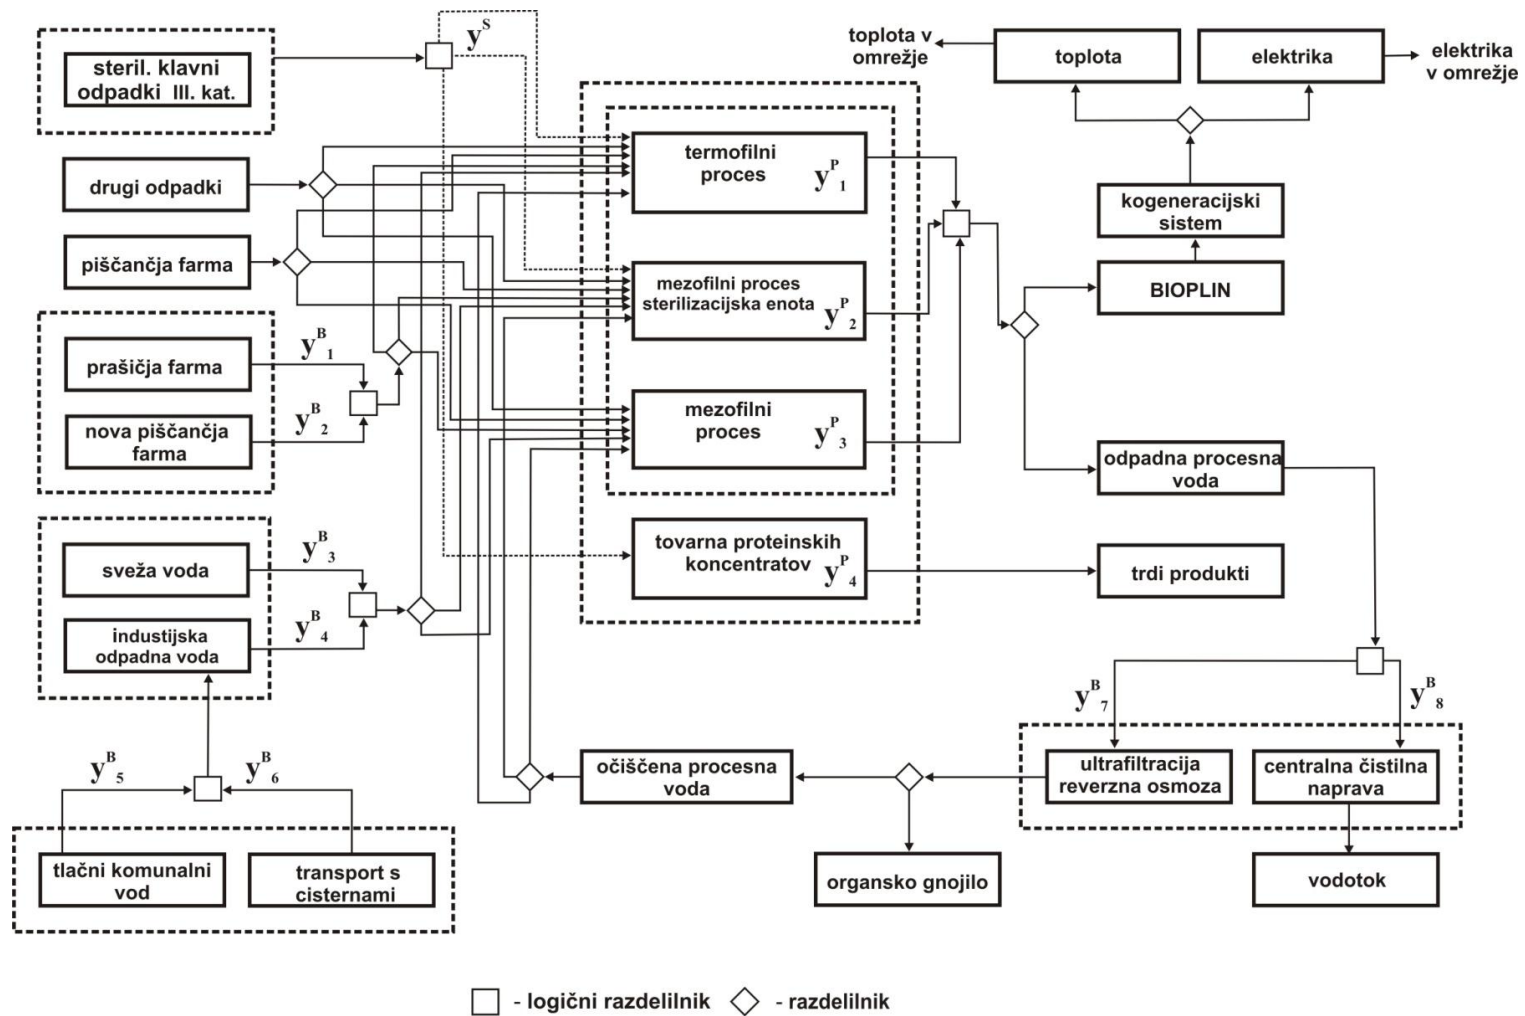 steril. klavni
odpadki III. kat.
y^S
toplota v
omrežje
toplota
elektrika
elektrika
v omrežje
drugi odpadki
termofilni
proces
y^P_1
kogeneracijski
sistem
piščančja farma
mezofilni proces
sterilizacijska enota
y^P_2
BIOPLIN
prašičja farma
y^B_1
nova piščančja
farma
y^B_2
mezofilni
proces
y^P_3
odpadna procesna
voda
sveža voda
y^B_3
tovarna proteinskih
koncentratov
y^P_4
trdi produkti
industijska
odpadna voda
y^B_4
y^B_7
y^B_8
y^B_5
y^B_6
očiščena procesna
voda
ultrafiltracija
reverzna osmoza
centralna čistilna
naprava
tlačni komunalni
vod
transport s
cisternami
organsko gnojilo
vodotok
- logični razdelilnik
- razdelilnik